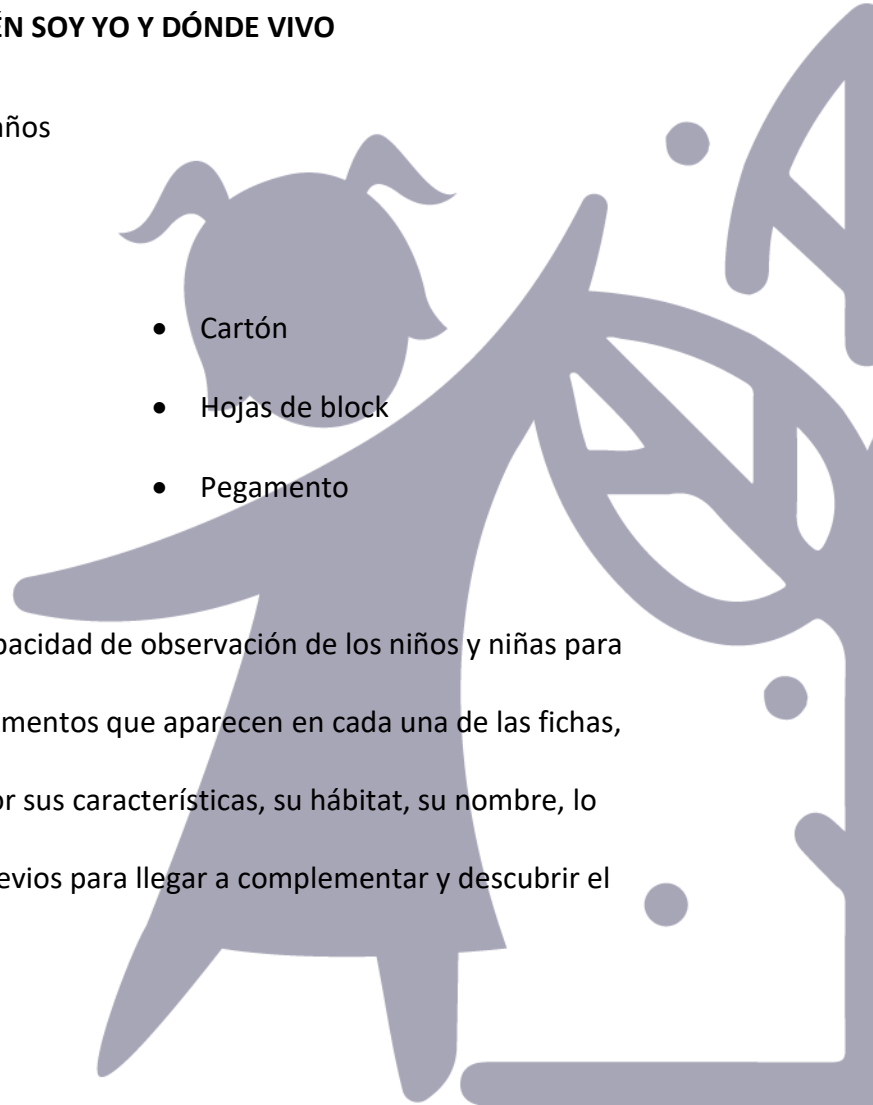 ÉN SOY YO Y DÓNDE VIVO
años
• Cartón
• Hojas de block
• Pegamento
pacidad de observación de los niños y niñas para
mentos que aparecen en cada una de las fichas,
or sus características, su hábitat, su nombre, lo
evios para llegar a complementar y descubrir el